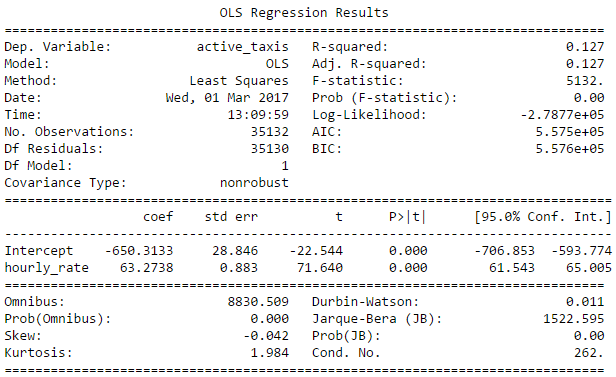 OLS Regression Results
==============================================================================
Dep. Variable:           active_taxis   R-squared:                       0.127
Model:                            OLS   Adj. R-squared:                  0.127
Method:                 Least Squares   F-statistic:                     5132.
Date:                Wed, 01 Mar 2017   Prob (F-statistic):               0.00
Time:                        13:09:59   Log-Likelihood:            -2.7877e+05
No. Observations:               35132   AIC:                         5.575e+05
Df Residuals:                   35130   BIC:                         5.576e+05
Df Model:                           1
Covariance Type:            nonrobust
===============================================================================
                  coef    std err          t      P>|t|      [95.0% Conf. Int.]
-------------------------------------------------------------------------------
Intercept    -650.3133     28.846    -22.544      0.000      -706.853  -593.774
hourly_rate    63.2738      0.883     71.640      0.000        61.543    65.005
==============================================================================
Omnibus:                     8830.509   Durbin-Watson:                   0.011
Prob(Omnibus):                  0.000   Jarque-Bera (JB):             1522.595
Skew:                          -0.042   Prob(JB):                         0.00
Kurtosis:                       1.984   Cond. No.                         262.
==============================================================================